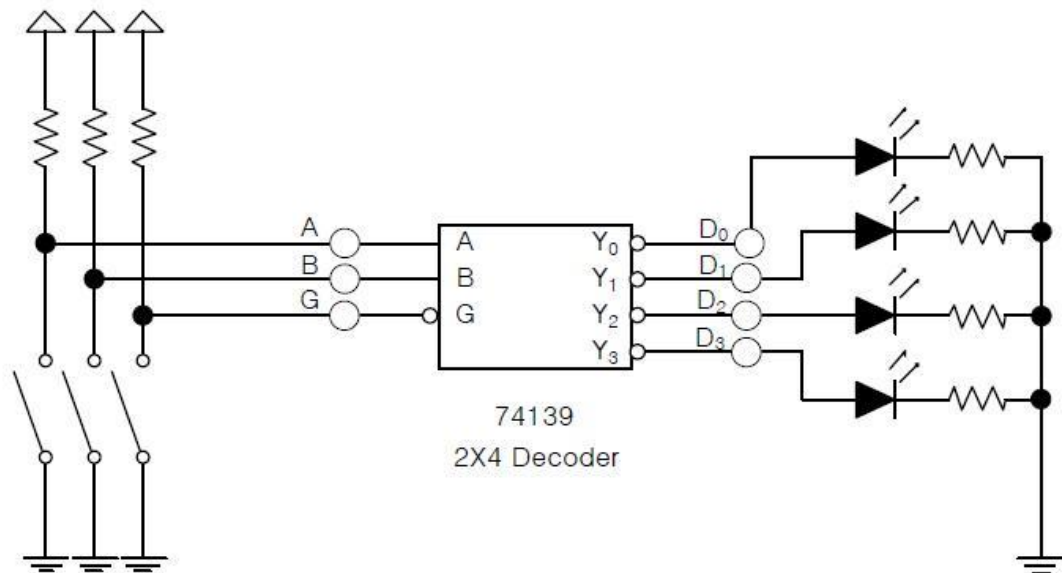 A A Y₀ D₀
B B Y₁ D₁
G G Y₂ D₂
Y₃ D₃
74139
2X4 Decoder